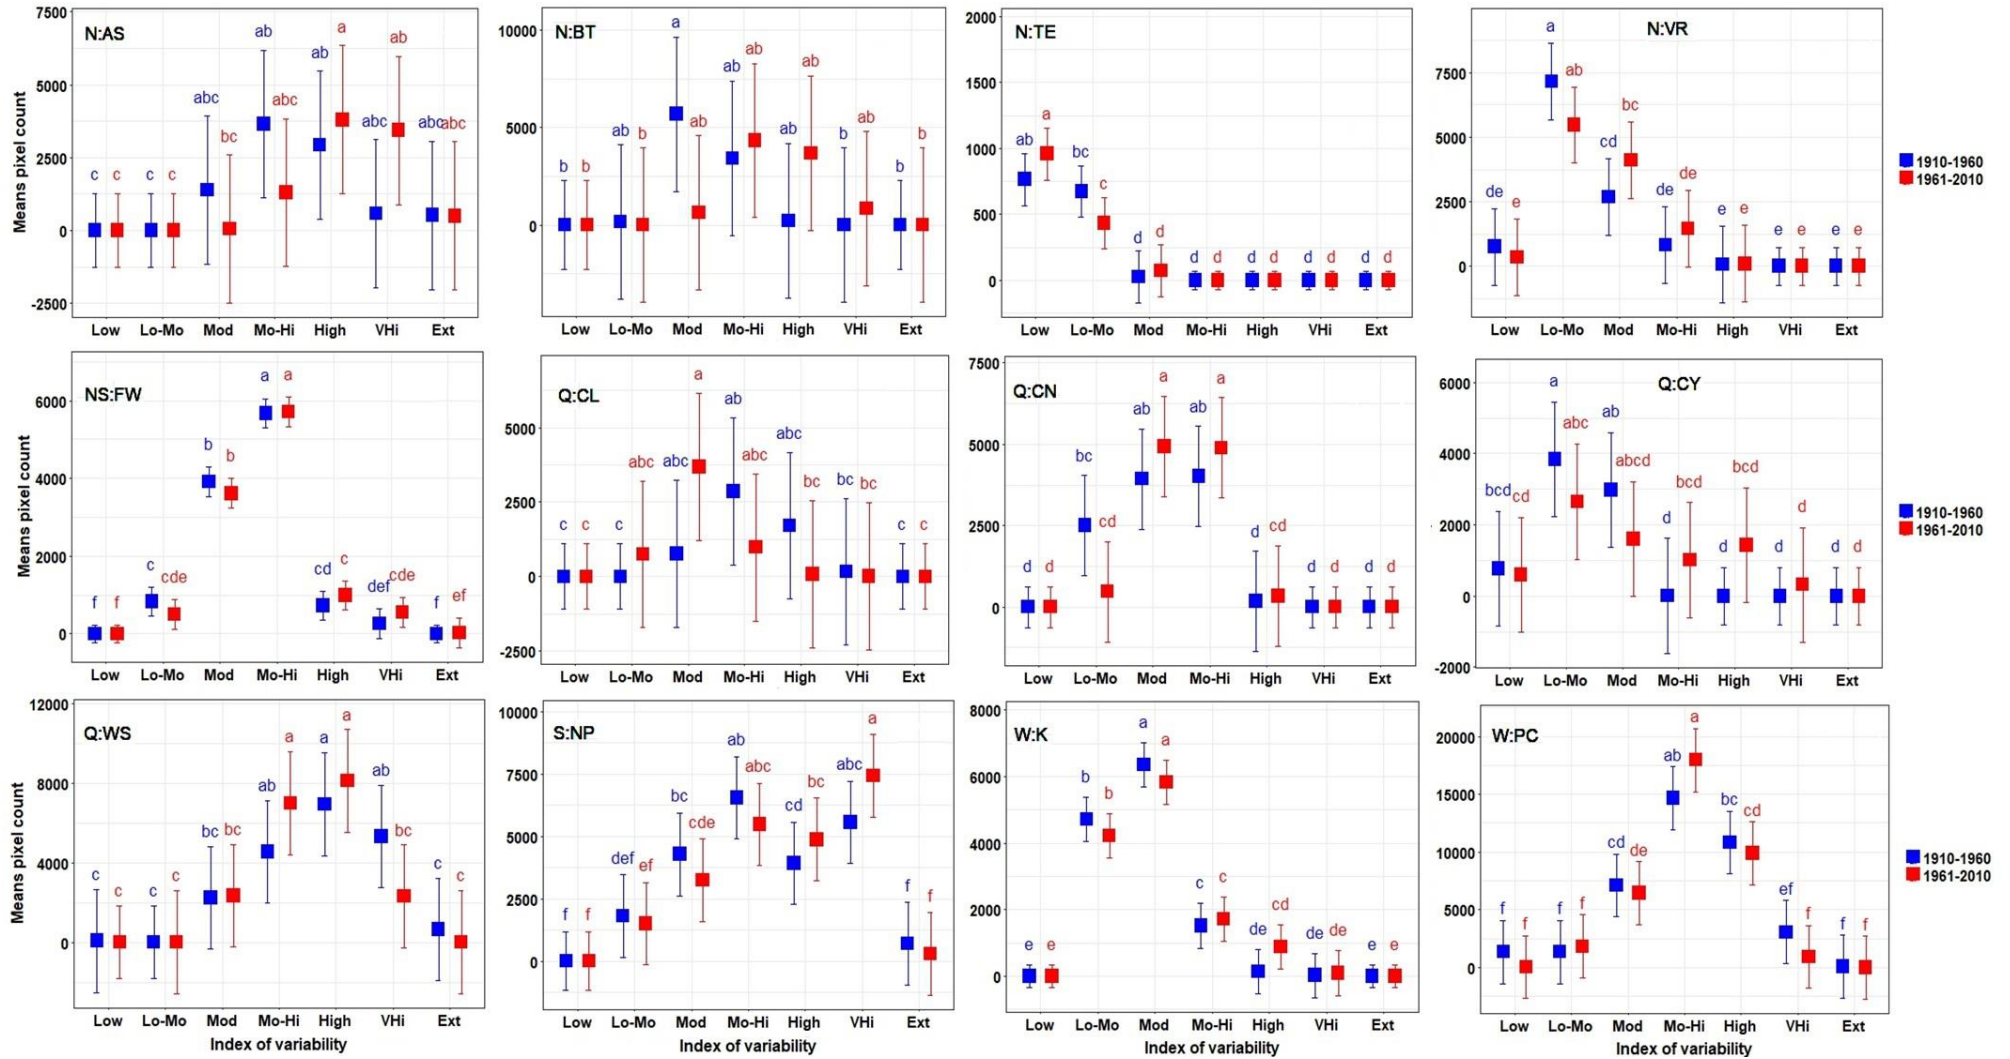 N:AS
Means pixel count
7500
5000
2500
0
-2500
c c c c abc bc ab abc ab a abc ab abc abc
Low Lo-Mo Mod Mo-Hi High VHi Ext
N:BT
10000
5000
0
b b ab b a ab ab ab ab ab b ab b b
Low Lo-Mo Mod Mo-Hi High VHi Ext
N:TE
2000
1500
1000
500
0
ab a bc c d d d d d d d d d d
Low Lo-Mo Mod Mo-Hi High VHi Ext
N:VR
7500
5000
2500
0
de e a ab cd bc de de e e e e e e
Low Lo-Mo Mod Mo-Hi High VHi Ext
1910-1960
1961-2010
NS:FW
Means pixel count
6000
4000
2000
0
f f c cde b b a a cd c def cde f ef
Low Lo-Mo Mod Mo-Hi High VHi Ext
Q:CL
5000
2500
0
-2500
c c c abc abc a ab abc abc bc bc bc c c
Low Lo-Mo Mod Mo-Hi High VHi Ext
Q:CN
7500
5000
2500
0
d d bc cd ab a ab a d cd d d d d
Low Lo-Mo Mod Mo-Hi High VHi Ext
Q:CY
6000
4000
2000
0
-2000
bcd cd a abc ab abcd d bcd d bcd d d d d
Low Lo-Mo Mod Mo-Hi High VHi Ext
1910-1960
1961-2010
Q:WS
Means pixel count
12000
8000
4000
0
c c c c bc bc ab a a a ab bc c c
Low Lo-Mo Mod Mo-Hi High VHi Ext
Index of variability
S:NP
10000
7500
5000
2500
0
f f def ef bc cde ab abc cd bc abc a f f
Low Lo-Mo Mod Mo-Hi High VHi Ext
Index of variability
W:K
8000
6000
4000
2000
0
e e b b a a c c de cd de de e e
Low Lo-Mo Mod Mo-Hi High VHi Ext
Index of variability
W:PC
20000
15000
10000
5000
0
f f f f cd de ab a bc cd ef f f f
Low Lo-Mo Mod Mo-Hi High VHi Ext
Index of variability
1910-1960
1961-2010